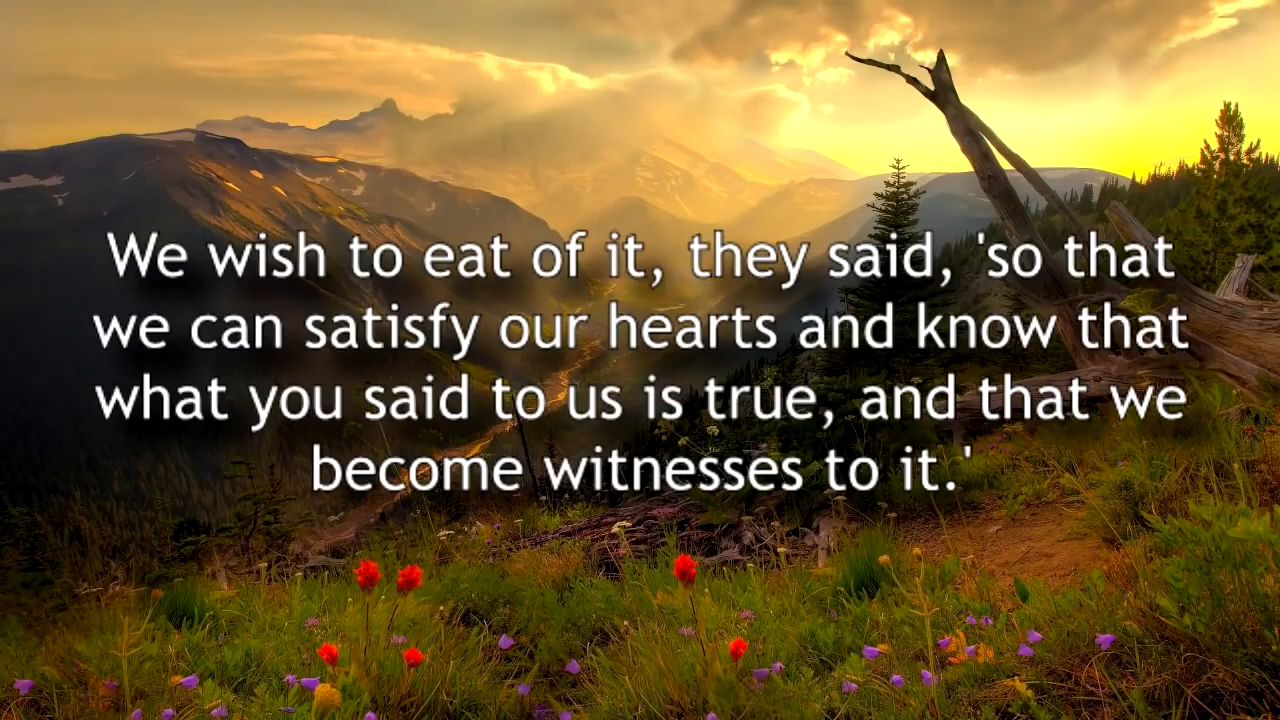 We wish to eat of it, they said, 'so that
we can satisfy our hearts and know that
what you said to us is true, and that we
become witnesses to it.'